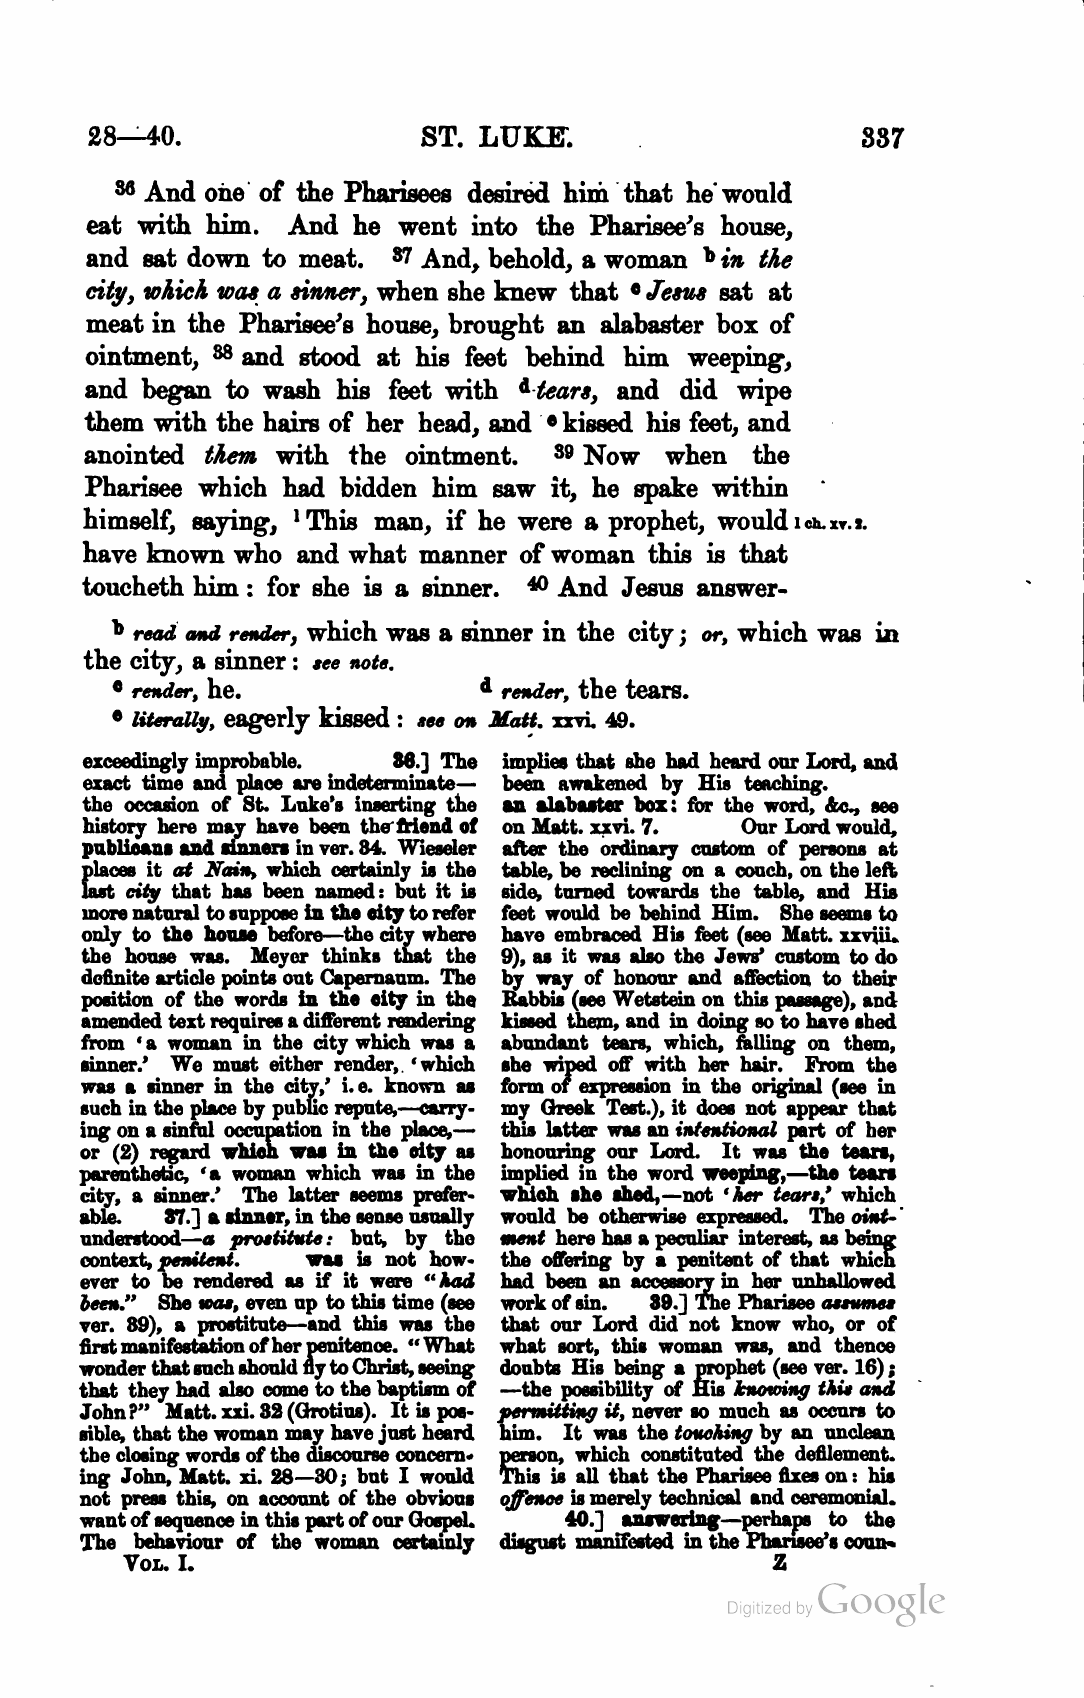 28—40.
ST. LUKE.
337
36 And one of the Pharisees desired him that he would
eat with him. And he went into the Pharisee's house,
and sat down to meat. 37 And, behold, a woman b in the
city, which was a sinner, when she knew that c Jesus sat at
meat in the Pharisee's house, brought an alabaster box of
ointment, 38 and stood at his feet behind him weeping,
and began to wash his feet with d tears, and did wipe
them with the hairs of her head, and e kissed his feet, and
anointed them with the ointment. 39 Now when the
Pharisee which had bidden him saw it, he spake within
himself, saying, 1 This man, if he were a prophet, would 1 ch. xv. 2.
have known who and what manner of woman this is that
toucheth him : for she is a sinner. 40 And Jesus answer-
b read and render, which was a sinner in the city ; or, which was in
the city, a sinner : see note.
c render, he.
d render, the tears.
e literally, eagerly kissed : see on Matt. xxvi. 49.
exceedingly improbable. 36.] The
exact time and place are indeterminate—
the occasion of St. Luke's inserting the
history here may have been the friend of
publicans and sinners in ver. 34. Wieseler
places it at Nain, which certainly is the
last city that has been named: but it is
more natural to suppose in the city to refer
only to the house before—the city where
the house was. Meyer thinks that the
definite article points out Capernaum. The
position of the words in the city in the
amended text requires a different rendering
from 'a woman in the city which was a
sinner.' We must either render, 'which
was a sinner in the city,' i. e. known as
such in the place by public repute,—carry-
ing on a sinful occupation in the place,—
or (2) regard which was in the city as
parenthetic, 'a woman which was in the
city, a sinner.' The latter seems prefer-
able. 37.] a sinner, in the sense usually
understood—a prostitute: but, by the
context, penitent. was is not how-
ever to be rendered as if it were "had
been." She was, even up to this time (see
ver. 39), a prostitute—and this was the
first manifestation of her penitence. "What
wonder that such should fly to Christ, seeing
that they had also come to the baptism of
John?" Matt. xxi. 32 (Grotius). It is pos-
sible, that the woman may have just heard
the closing words of the discourse concern-
ing John, Matt. xi. 28—30; but I would
not press this, on account of the obvious
want of sequence in this part of our Gospel.
The behaviour of the woman certainly
implies that she had heard our Lord, and
been awakened by His teaching.
an alabaster box: for the word, &c., see
on Matt. xxvi. 7. Our Lord would,
after the ordinary custom of persons at
table, be reclining on a couch, on the left
side, turned towards the table, and His
feet would be behind Him. She seems to
have embraced His feet (see Matt. xxviii.
9), as it was also the Jews' custom to do
by way of honour and affection to their
Rabbis (see Wetstein on this passage), and
kissed them, and in doing so to have shed
abundant tears, which, falling on them,
she wiped off with her hair. From the
form of expression in the original (see in
my Greek Test.), it does not appear that
this latter was an intentional part of her
honouring our Lord. It was the tears,
implied in the word weeping,—the tears
which she shed,—not 'her tears,' which
would be otherwise expressed. The oint-
ment here has a peculiar interest, as being
the offering by a penitent of that which
had been an accessory in her unhallowed
work of sin. 39.] The Pharisee assumes
that our Lord did not know who, or of
what sort, this woman was, and thence
doubts His being a prophet (see ver. 16);
—the possibility of His knowing this and
permitting it, never so much as occurs to
him. It was the touching by an unclean
person, which constituted the defilement.
This is all that the Pharisee fixes on: his
offence is merely technical and ceremonial.
40.] answering—perhaps to the
disgust manifested in the Pharisee's coun-
VOL. I.
Z
Digitized by Google